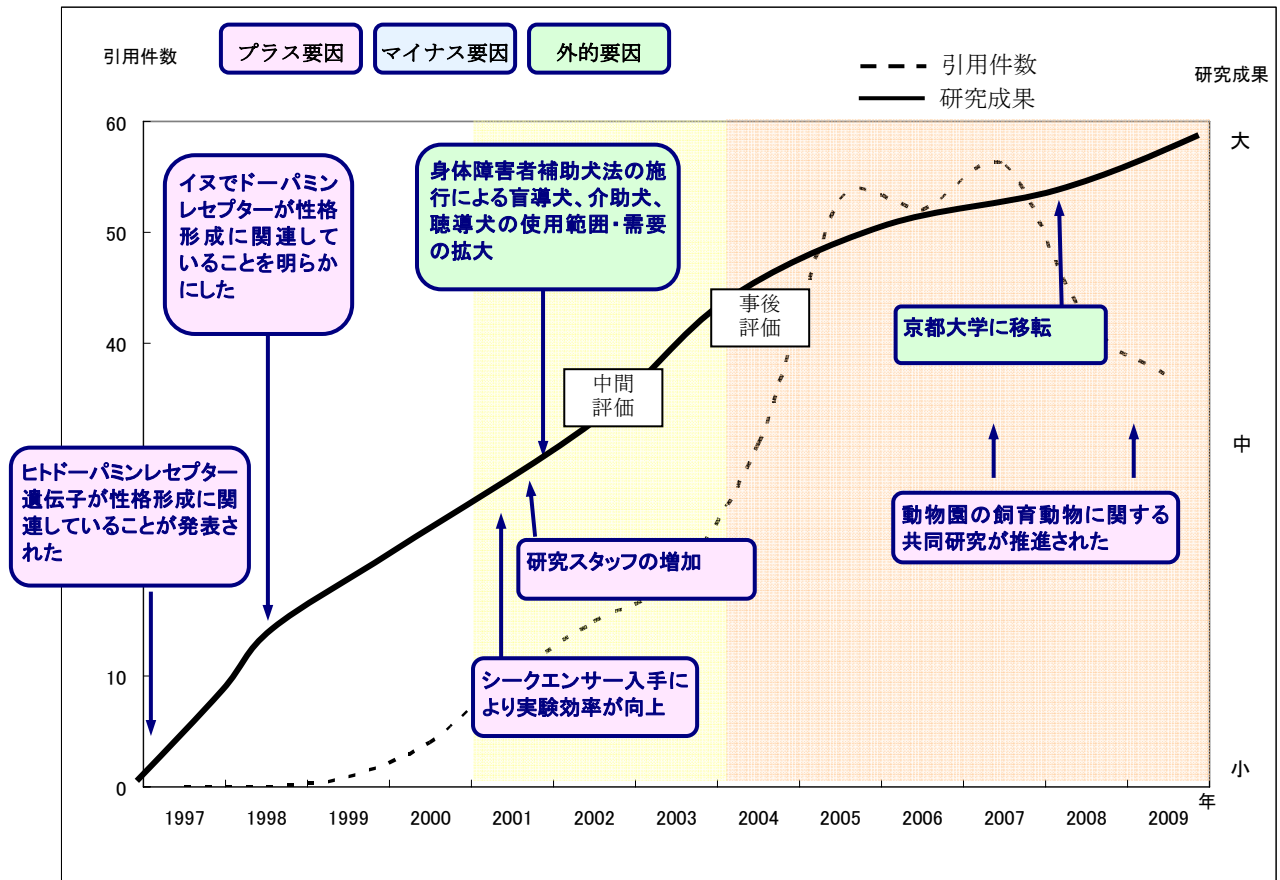 引用件数
プラス要因
マイナス要因
外的要因
引用件数
研究成果
研究成果
60
50
40
10
0
大
中
小
イヌでドーパミン
レセプターが性格
形成に関連して
いることを明らか
にした
身体障害者補助犬法の施
行による盲導犬、介助犬、
聴導犬の使用範囲・需要
の拡大
事後
評価
中間
評価
京都大学に移転
ヒトドーパミンレセプター
遺伝子が性格形成に関
連していることが発表さ
れた
動物園の飼育動物に関する
共同研究が推進された
研究スタッフの増加
シークエンサー入手に
より実験効率が向上
年
1997 1998 1999 2000 2001 2002 2003 2004 2005 2006 2007 2008 2009